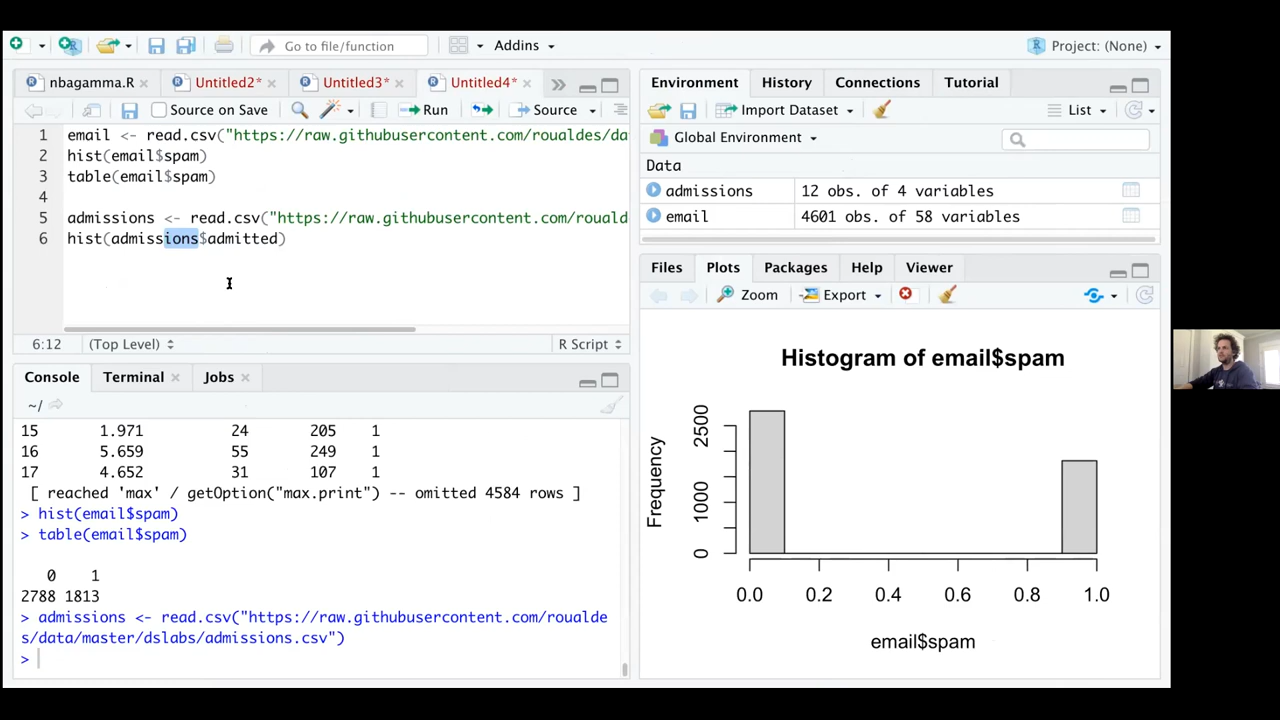 Go to file/function
Addins
Project: (None)
nbagamma.R
Untitled2*
Untitled3*
Untitled4*
Source on Save
Run
Source
1 email <- read.csv("https://raw.githubusercontent.com/roualdes/da
2 hist(email$spam)
3 table(email$spam)
4
5 admissions <- read.csv("https://raw.githubusercontent.com/rouald
6 hist(admissions$admitted)
6:12 (Top Level) R Script
Console Terminal Jobs
~/
15 1.971 24 205 1
16 5.659 55 249 1
17 4.652 31 107 1
[ reached 'max' / getOption("max.print") -- omitted 4584 rows ]
> hist(email$spam)
> table(email$spam)
0 1
2788 1813
> admissions <- read.csv("https://raw.githubusercontent.com/roualde
s/data/master/dslabs/admissions.csv")
>
Environment History Connections Tutorial
Import Dataset List
Global Environment
Data
admissions 12 obs. of 4 variables
email 4601 obs. of 58 variables
Files Plots Packages Help Viewer
Zoom Export
Histogram of email$spam
Frequency
2500
1000
0
0.0 0.2 0.4 0.6 0.8 1.0
email$spam